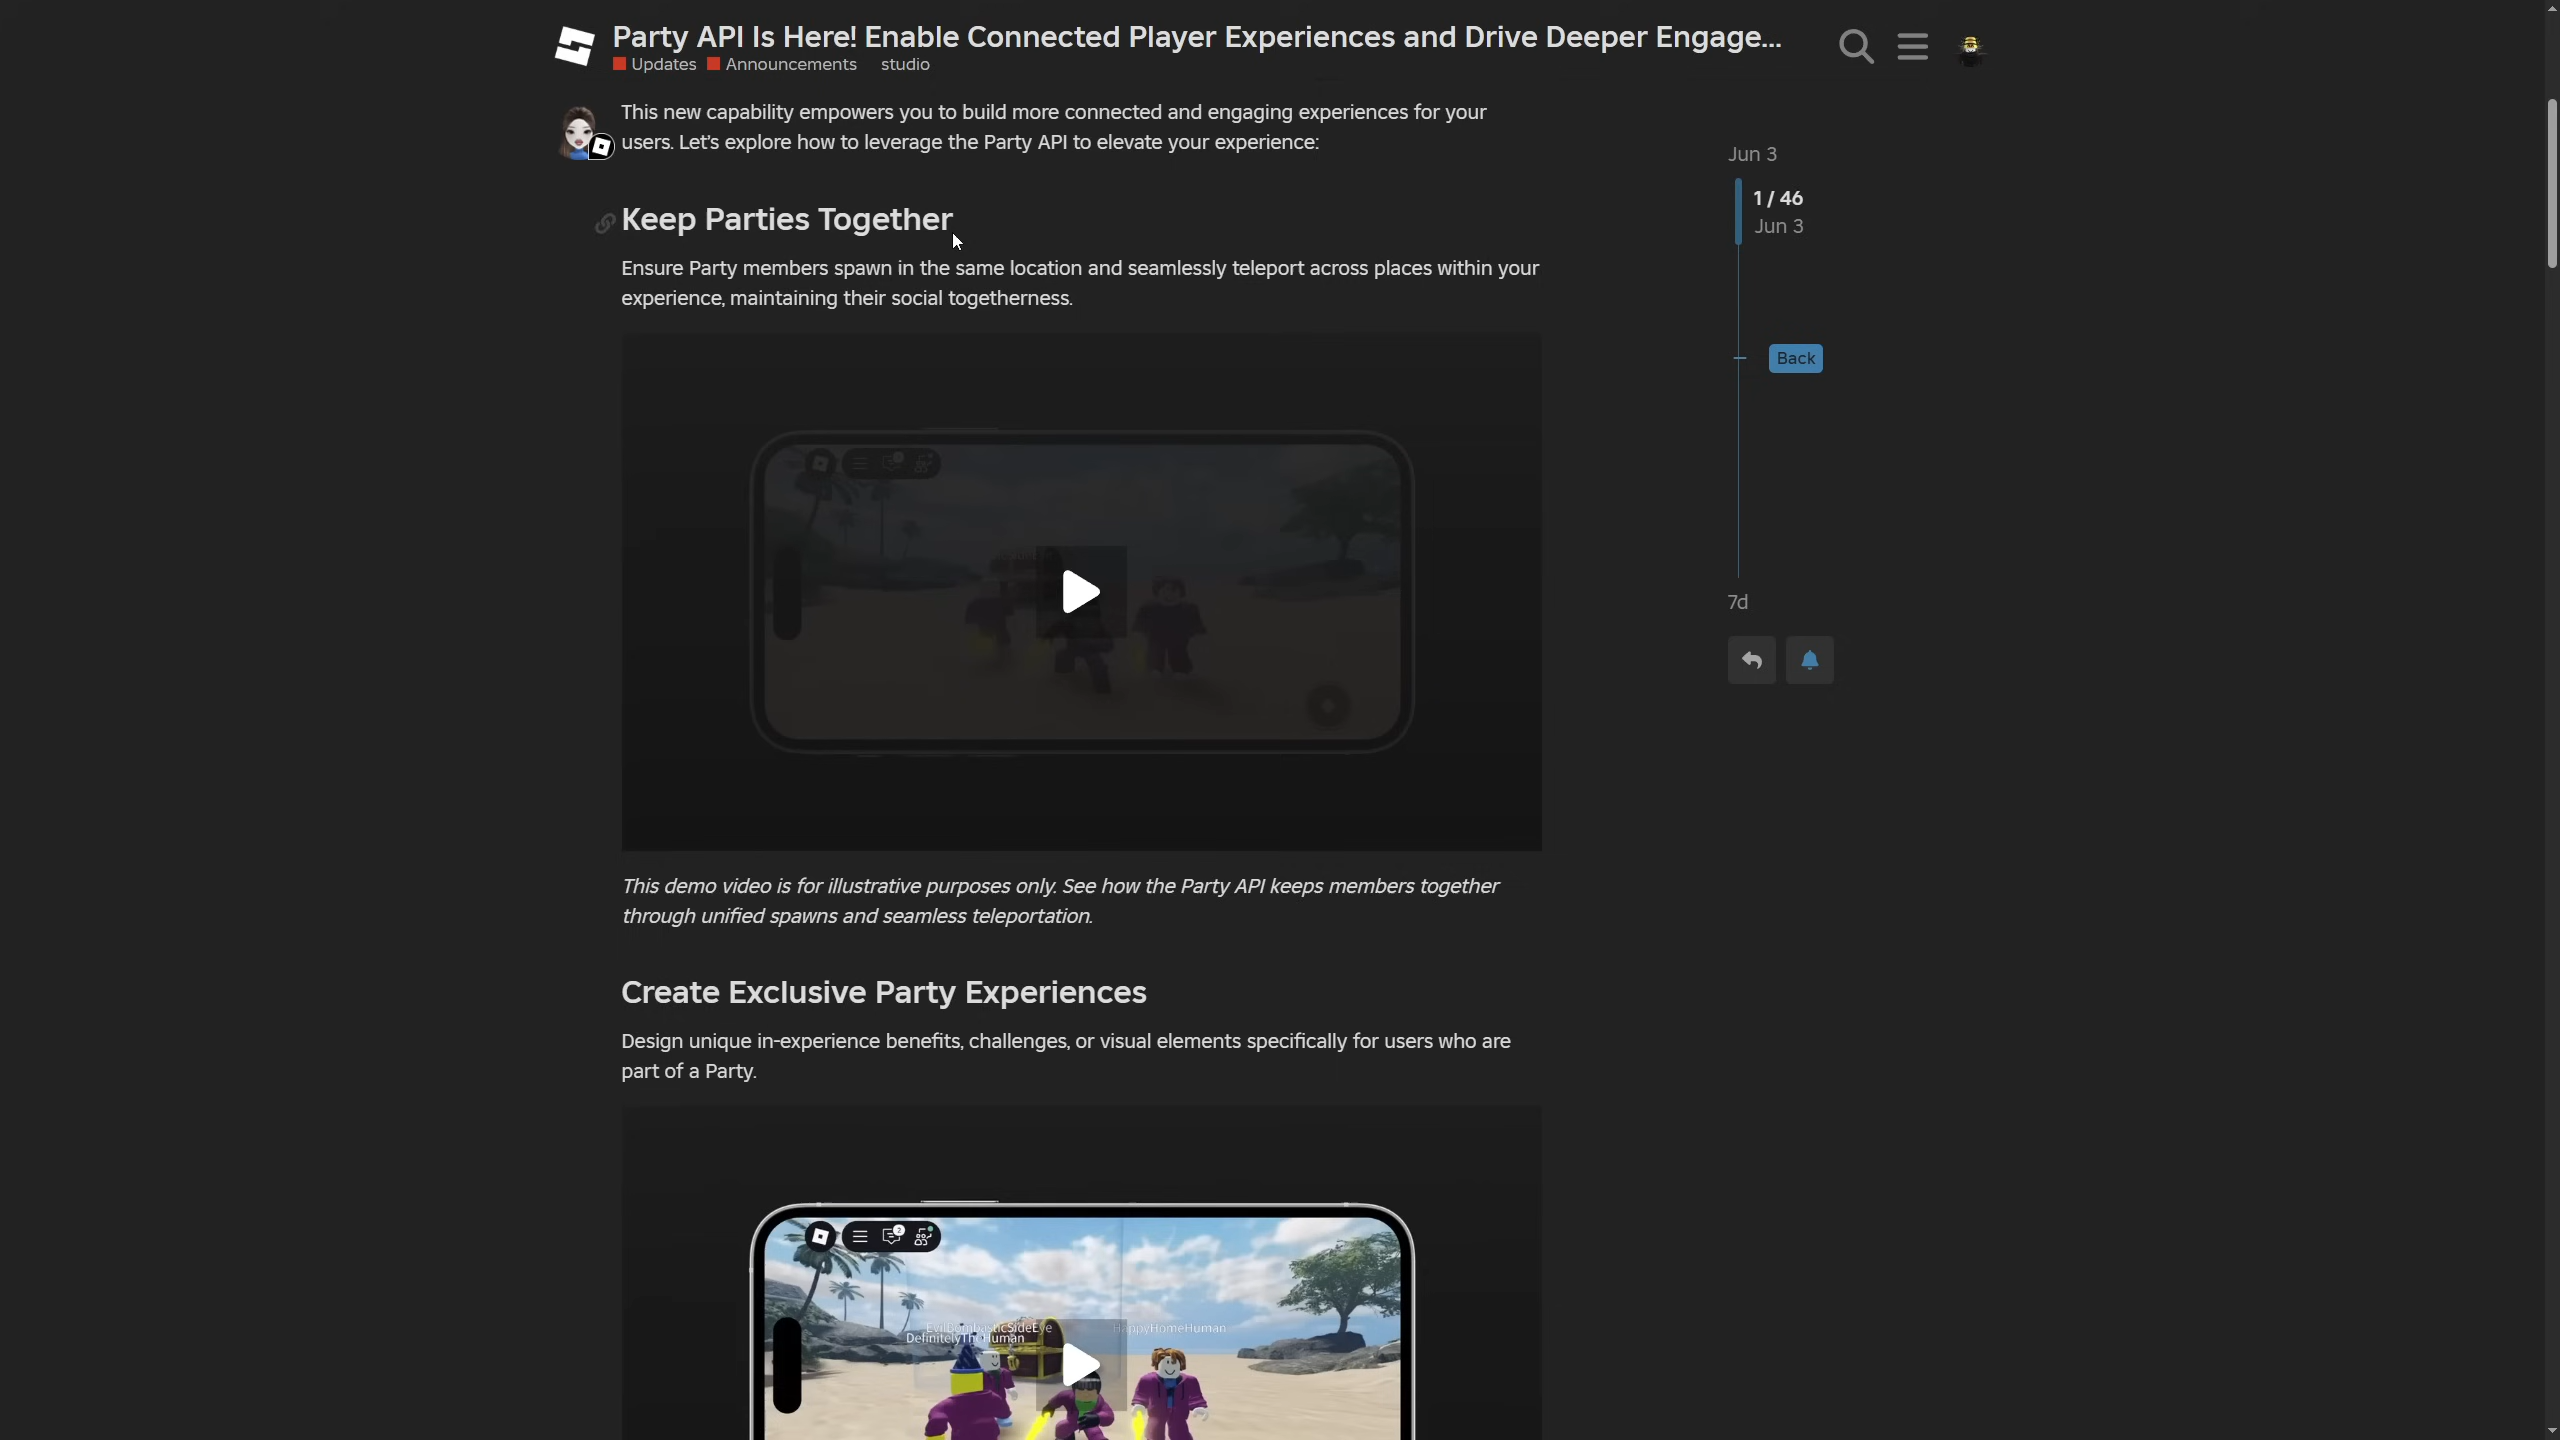 Party API Is Here! Enable Connected Player Experiences and Drive Deeper Engage...
Updates Announcements studio
This new capability empowers you to build more connected and engaging experiences for your
users. Let's explore how to leverage the Party API to elevate your experience:
Jun 3
1 / 46
Jun 3
Back
7d
Keep Parties Together
Ensure Party members spawn in the same location and seamlessly teleport across places within your
experience, maintaining their social togetherness.
This demo video is for illustrative purposes only. See how the Party API keeps members together
through unified spawns and seamless teleportation.
Create Exclusive Party Experiences
Design unique in-experience benefits, challenges, or visual elements specifically for users who are
part of a Party.
EvilBombasticSideEye
HappyHomeHuman
DefinitelyTheHuman